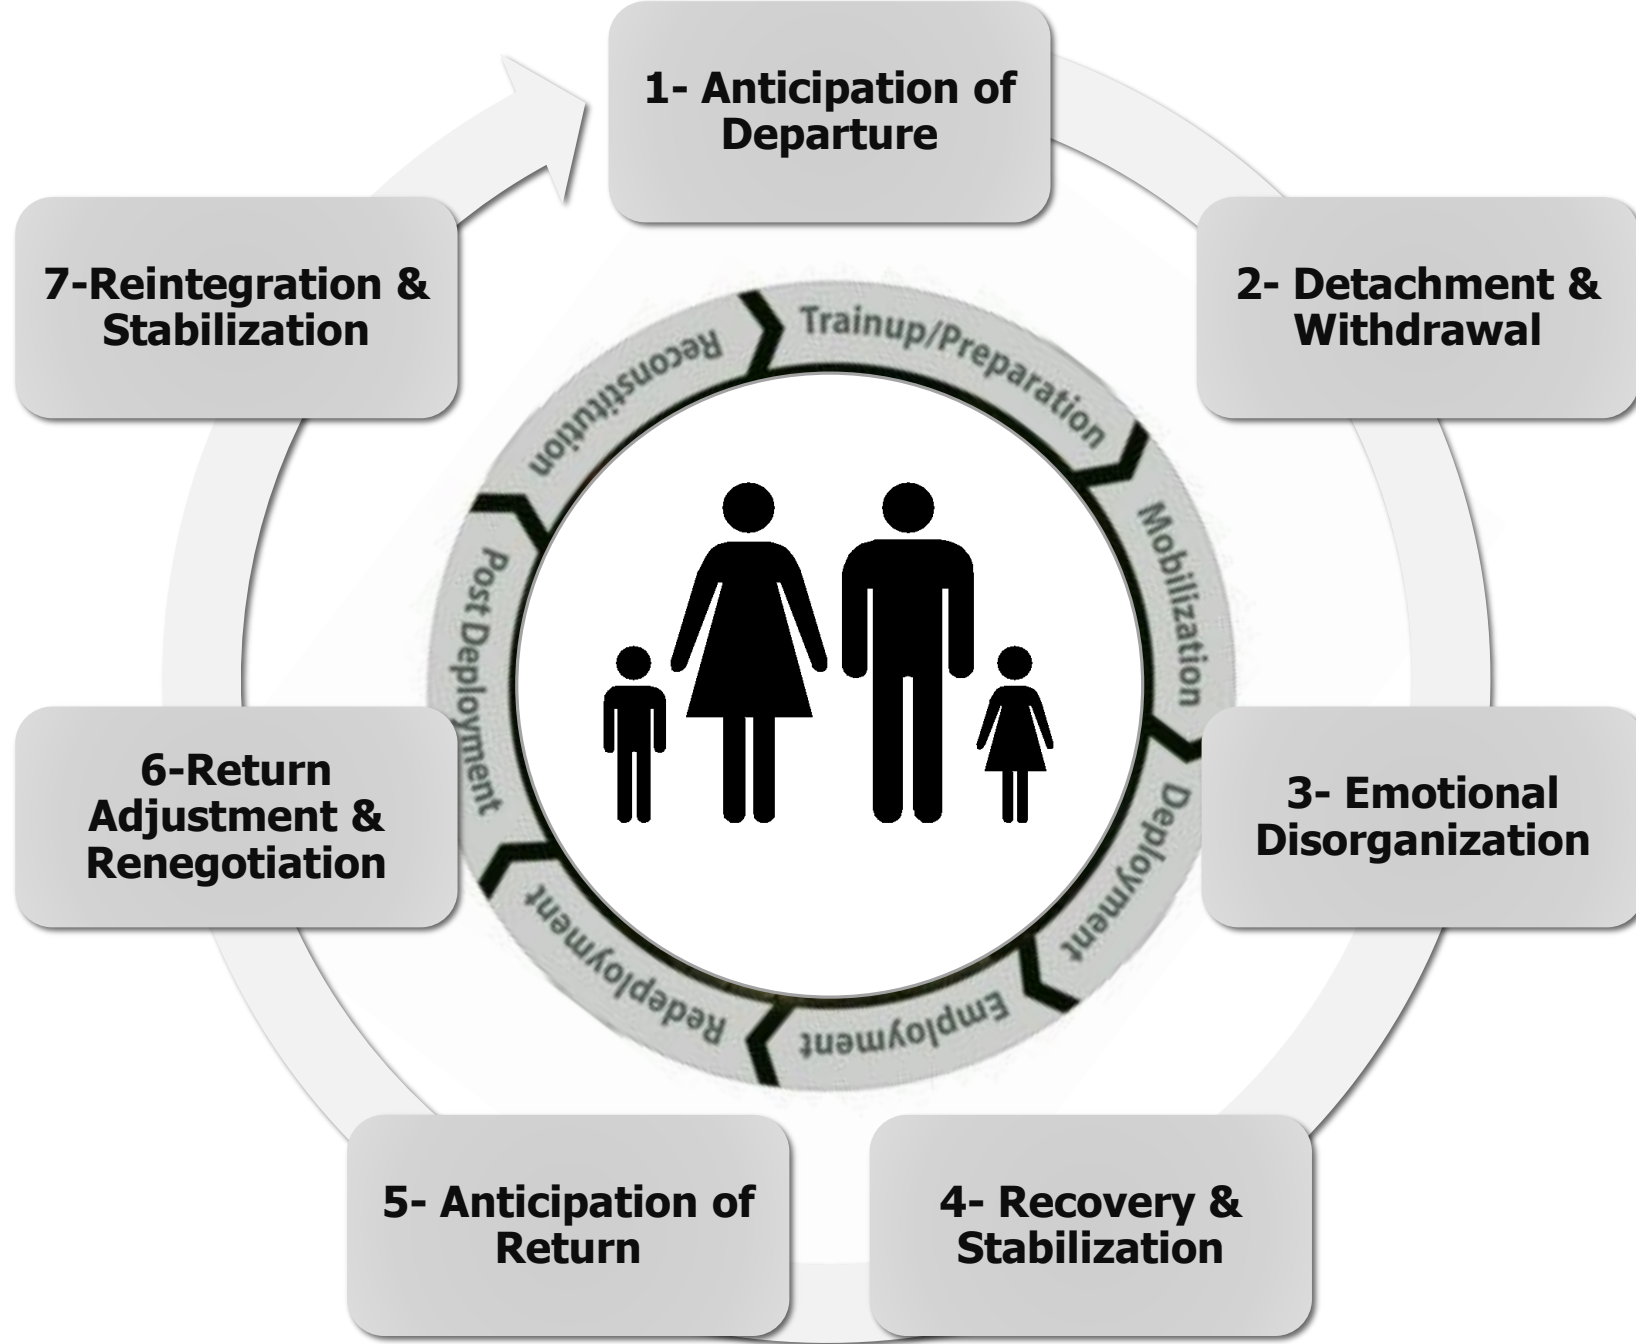 1- Anticipation of
Departure
2- Detachment &
Withdrawal
3- Emotional
Disorganization
4- Recovery &
Stabilization
5- Anticipation of
Return
6-Return
Adjustment &
Renegotiation
7-Reintegration &
Stabilization
Trainup/Preparation
Mobilization
Deployment
Employment
Redeployment
Post Deployment
Reconstitution